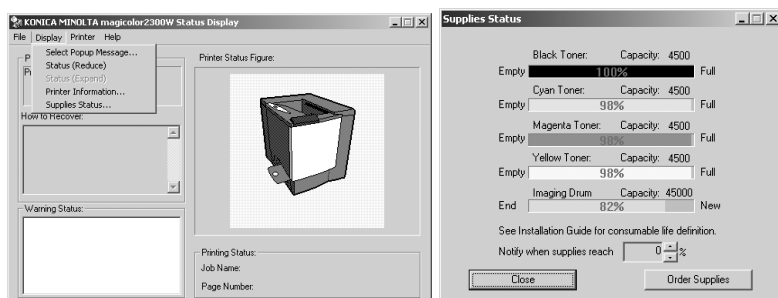 KONICA MINOLTA magicolor2300W Status Display
File Display Printer Help
Select Popup Message...
Status (Reduce)
Status (Expand)
Printer Information...
Supplies Status...
How to Recover:
Warning Status:
Printer Status Figure:
Printing Status:
Job Name:
Page Number:
Supplies Status
Black Toner: Capacity: 4500
Empty 100% Full
Cyan Toner: Capacity: 4500
Empty 98% Full
Magenta Toner: Capacity: 4500
Empty 98% Full
Yellow Toner: Capacity: 4500
Empty 98% Full
Imaging Drum Capacity: 45000
End 82% New
See Installation Guide for consumable life definition.
Notify when supplies reach 0 %
Close Order Supplies